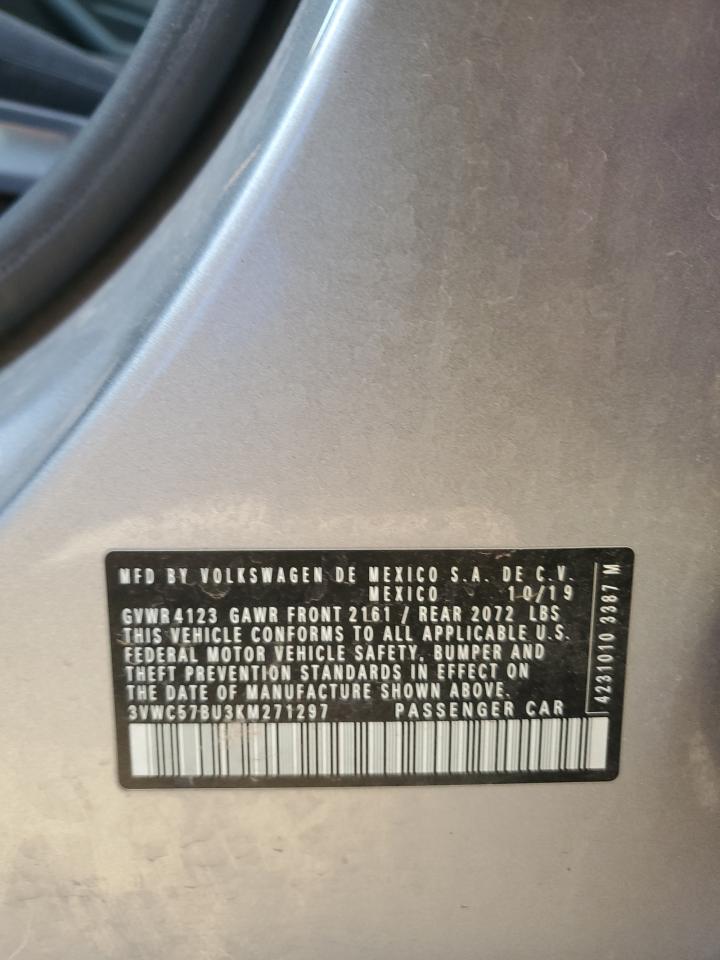 MFD BY VOLKSWAGEN DE MEXICO S.A. DE C.V.
MEXICO 10/19
GVWR 4123 GAWR FRONT 2161 / REAR 2072 LBS
THIS VEHICLE CONFORMS TO ALL APPLICABLE U.S.
FEDERAL MOTOR VEHICLE SAFETY, BUMPER AND
THEFT PREVENTION STANDARDS IN EFFECT ON
THE DATE OF MANUFACTURE SHOWN ABOVE.
3VWC57BU3KM271297 PASSENGER CAR
4231010 3387 M